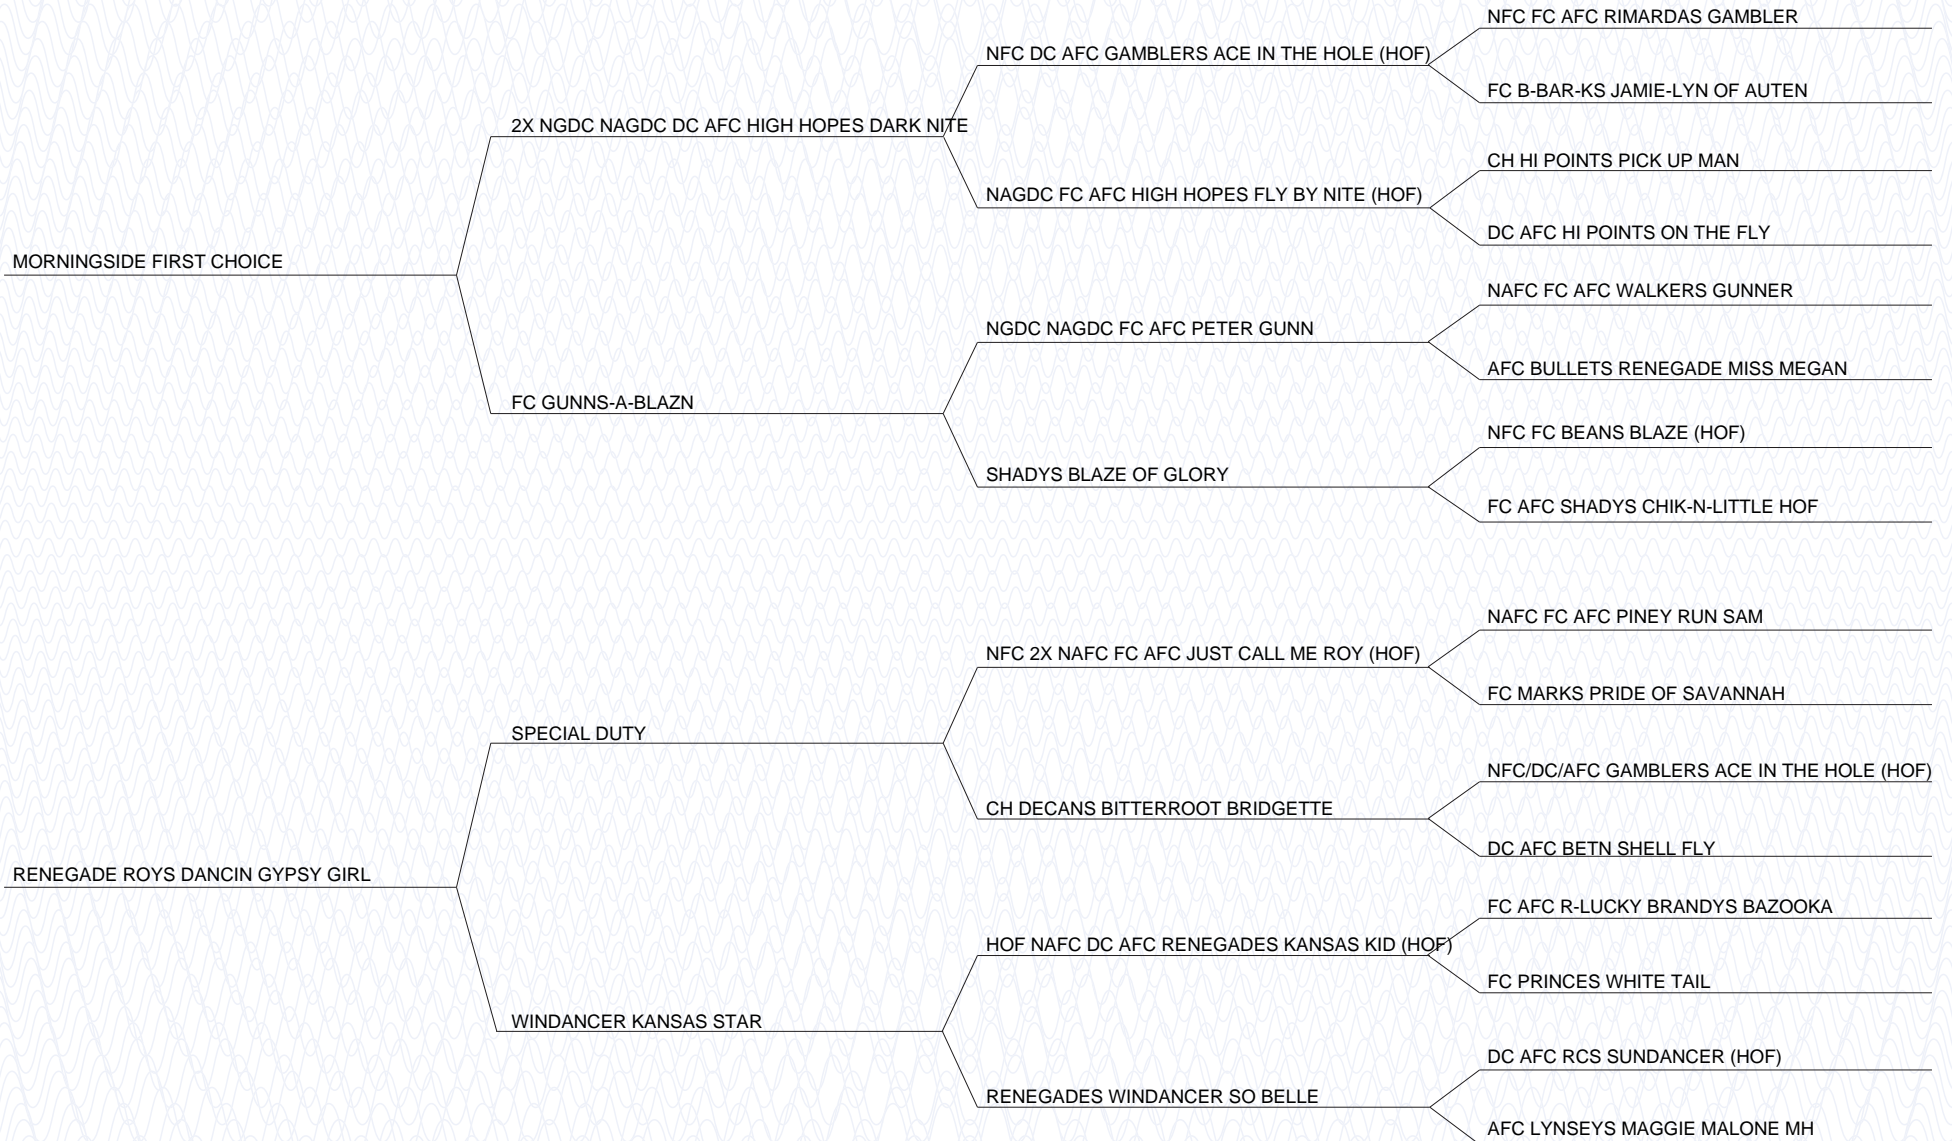 NFC FC AFC RIMARDAS GAMBLER
NFC DC AFC GAMBLERS ACE IN THE HOLE (HOF)
FC B-BAR-KS JAMIE-LYN OF AUTEN
2X NGDC NAGDC DC AFC HIGH HOPES DARK NITE
CH HI POINTS PICK UP MAN
NAGDC FC AFC HIGH HOPES FLY BY NITE (HOF)
DC AFC HI POINTS ON THE FLY
MORNINGSIDE FIRST CHOICE
NAFC FC AFC WALKERS GUNNER
NGDC NAGDC FC AFC PETER GUNN
AFC BULLETS RENEGADE MISS MEGAN
FC GUNNS-A-BLAZN
NFC FC BEANS BLAZE (HOF)
SHADYS BLAZE OF GLORY
FC AFC SHADYS CHIK-N-LITTLE HOF
NAFC FC AFC PINEY RUN SAM
NFC 2X NAFC FC AFC JUST CALL ME ROY (HOF)
FC MARKS PRIDE OF SAVANNAH
SPECIAL DUTY
NFC/DC/AFC GAMBLERS ACE IN THE HOLE (HOF)
CH DECANS BITTERROOT BRIDGETTE
DC AFC BETN SHELL FLY
RENEGADE ROYS DANCIN GYPSY GIRL
FC AFC R-LUCKY BRANDYS BAZOOKA
HOF NAFC DC AFC RENEGADES KANSAS KID (HOF)
FC PRINCES WHITE TAIL
WINDANCER KANSAS STAR
DC AFC RCS SUNDANCER (HOF)
RENEGADES WINDANCER SO BELLE
AFC LYNSEYS MAGGIE MALONE MH